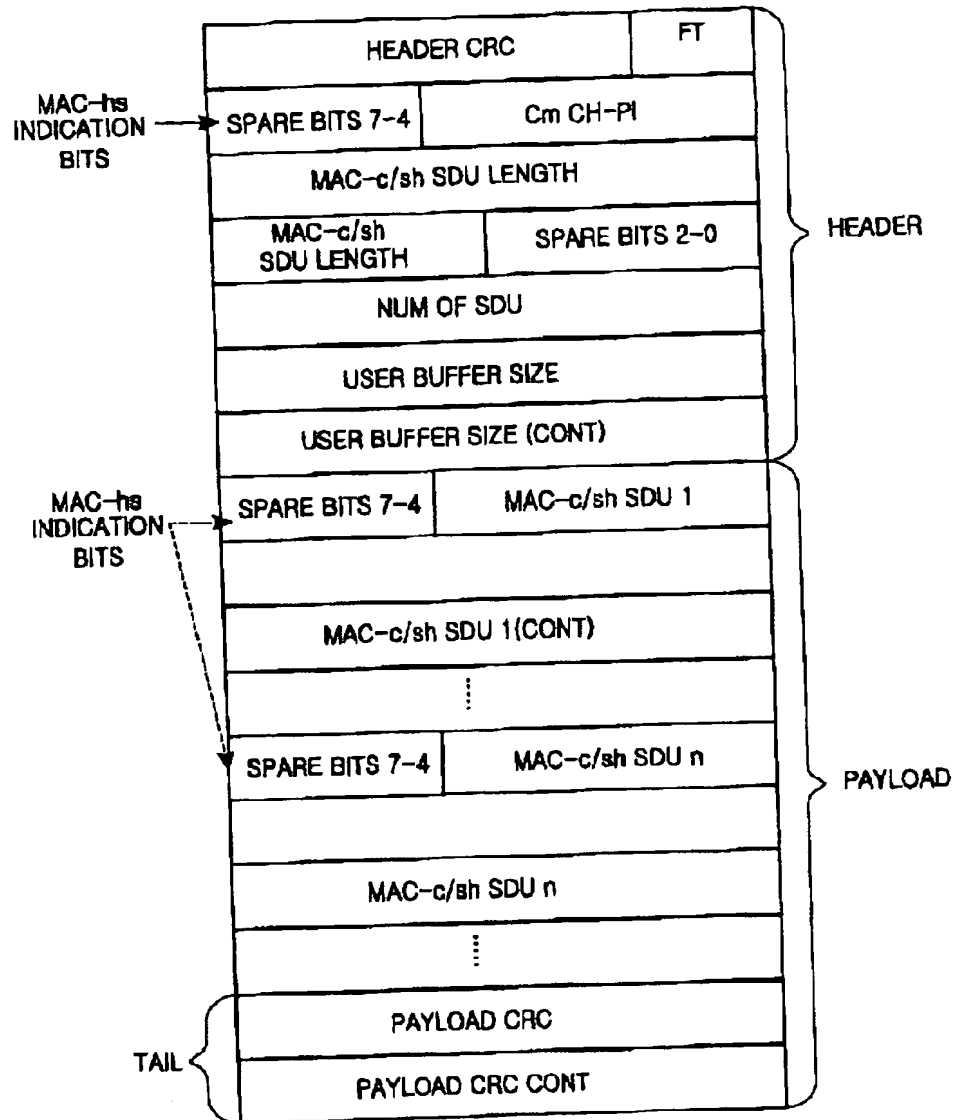 HEADER CRC
FT
MAC-hs
INDICATION
BITS
SPARE BITS 7-4
Cm CH-PI
MAC-c/sh SDU LENGTH
MAC-c/sh
SDU LENGTH
SPARE BITS 2-0
HEADER
NUM OF SDU
USER BUFFER SIZE
USER BUFFER SIZE (CONT)
MAC-hs
INDICATION
BITS
SPARE BITS 7-4
MAC-c/sh SDU 1
MAC-c/sh SDU 1(CONT)
SPARE BITS 7-4
MAC-c/sh SDU n
PAYLOAD
MAC-c/sh SDU n
PAYLOAD CRC
TAIL
PAYLOAD CRC CONT